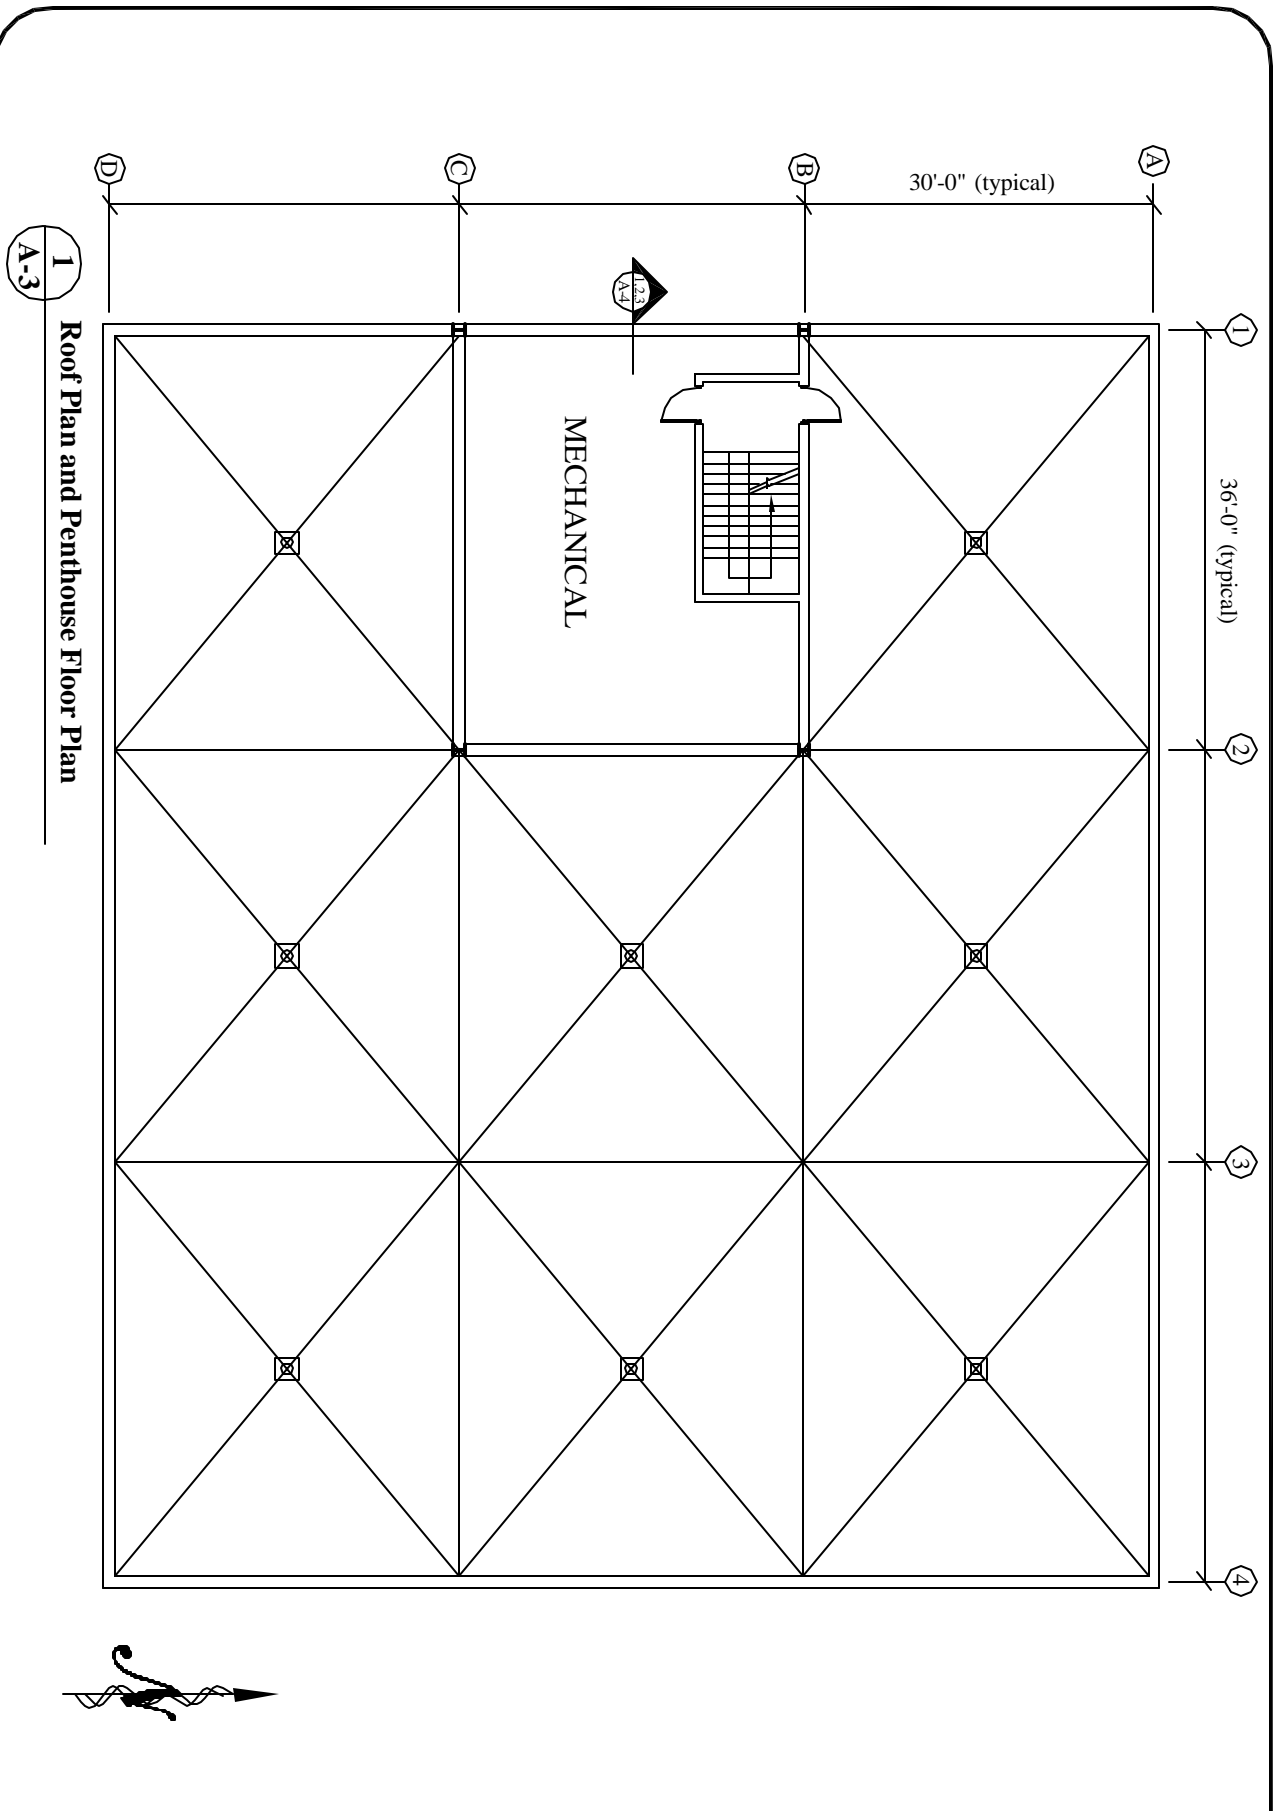 1
2
3
4
36'-0" (typical)
A
B
C
D
30'-0" (typical)
1,2,3
A-4
MECHANICAL
1
A-3
Roof Plan and Penthouse Floor Plan